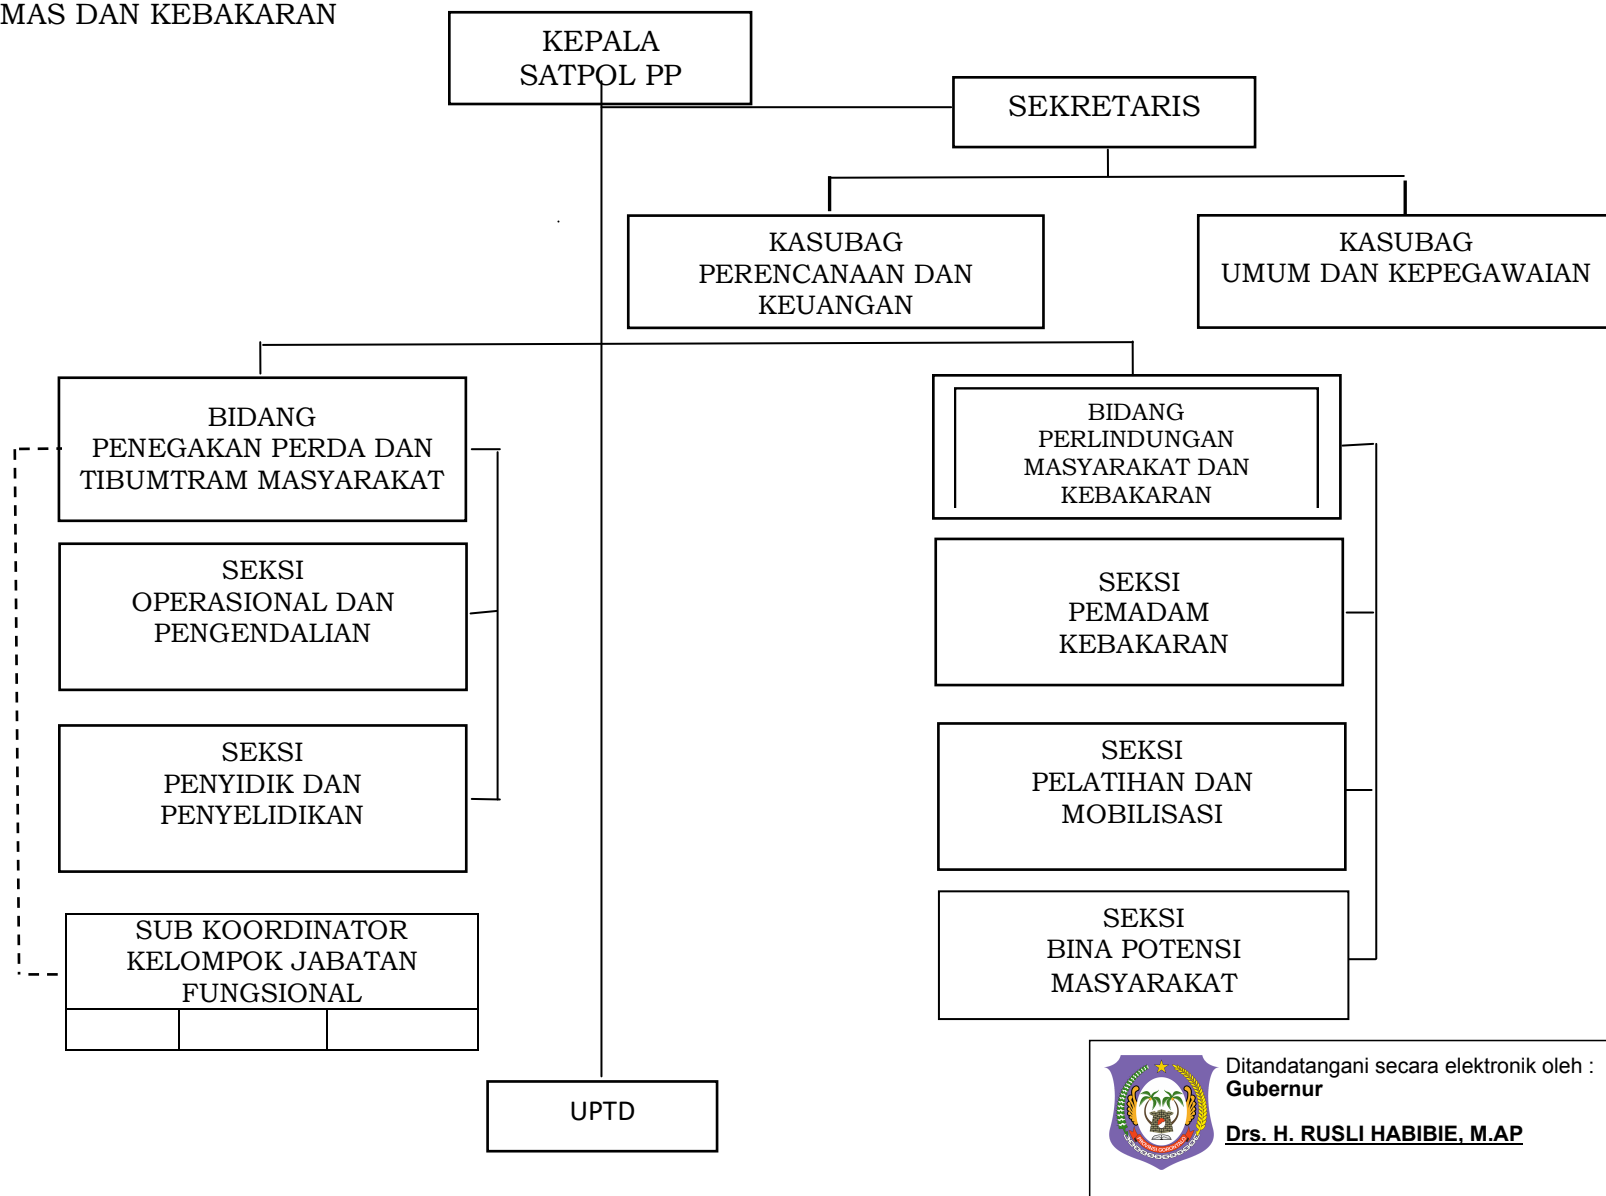 MAS DAN KEBAKARAN
KEPALA
SATPOL PP
SEKRETARIS
KASUBAG
PERENCANAAN DAN
KEUANGAN
KASUBAG
UMUM DAN KEPEGAWAIAN
BIDANG
PENEGAKAN PERDA DAN
TIBUMTRAM MASYARAKAT
BIDANG
PERLINDUNGAN
MASYARAKAT DAN
KEBAKARAN
SEKSI
OPERASIONAL DAN
PENGENDALIAN
SEKSI
PEMADAM
KEBAKARAN
SEKSI
PENYIDIK DAN
PENYELIDIKAN
SEKSI
PELATIHAN DAN
MOBILISASI
SUB KOORDINATOR
KELOMPOK JABATAN
FUNGSIONAL
SEKSI
BINA POTENSI
MASYARAKAT
UPTD
PROVINSI GORONTALO
Ditandatangani secara elektronik oleh :
Gubernur
Drs. H. RUSLI HABIBIE, M.AP